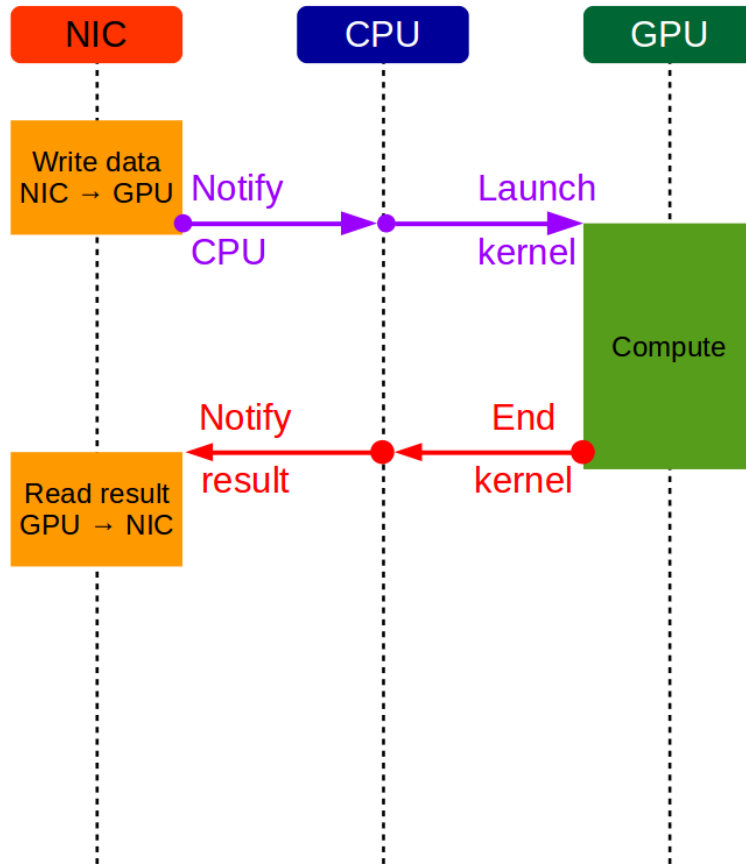 NIC
CPU
GPU
Write data
NIC → GPU
Notify
CPU
Launch
kernel
Compute
Notify
result
End
kernel
Read result
GPU → NIC